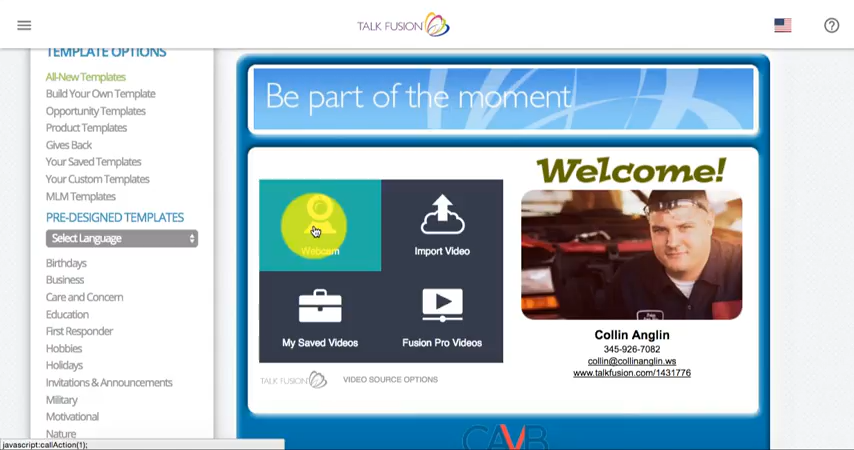 TALK FUSION
TEMPLATE OPTIONS
All-New Templates
Build Your Own Template
Opportunity Templates
Product Templates
Gives Back
Your Saved Templates
Your Custom Templates
MLM Templates
PRE-DESIGNED TEMPLATES
Select Language
Birthdays
Business
Care and Concern
Education
First Responder
Hobbies
Holidays
Invitations & Announcements
Military
Motivational
Nature
javascript:callAction(1);
Be part of the moment
Webcam
Import Video
My Saved Videos
Fusion Pro Videos
TALK FUSION
VIDEO SOURCE OPTIONS
Welcome!
Collin Anglin
345-926-7082
collin@collinanglin.ws
www.talkfusion.com/1431776